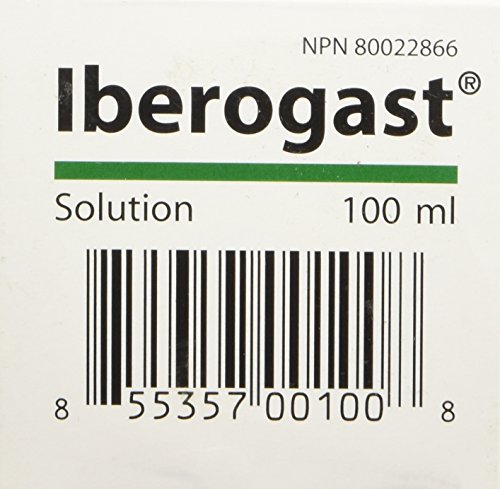 NPN 80022866
Iberogast®
Solution 100 ml
8 55357 00100 8